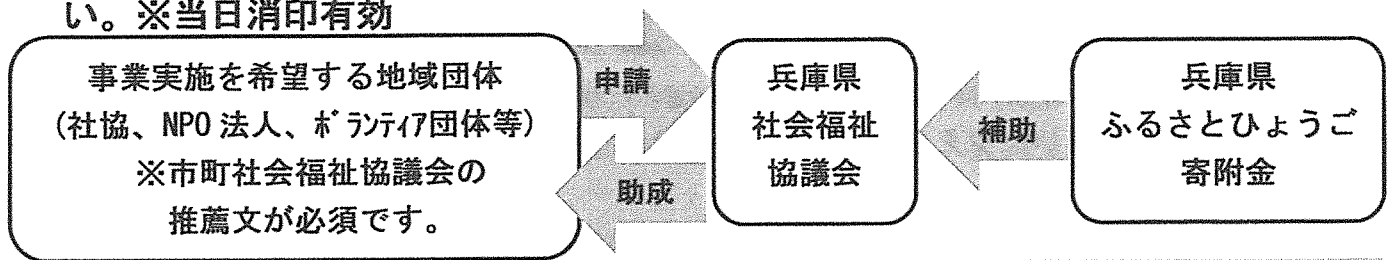 い。※当日消印有効
事業実施を希望する地域団体
(社協、NPO法人、ボランティア団体等)
※市町社会福祉協議会の
推薦文が必須です。
申請
助成
兵庫県
社会福祉
協議会
補助
兵庫県
ふるさとひょうご
寄附金